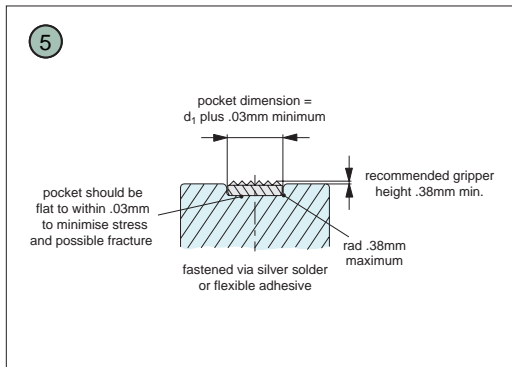 5
pocket dimension =
d₁ plus .03mm minimum
recommended gripper
height .38mm min.
pocket should be
flat to within .03mm
to minimise stress
and possible fracture
rad .38mm
maximum
fastened via silver solder
or flexible adhesive